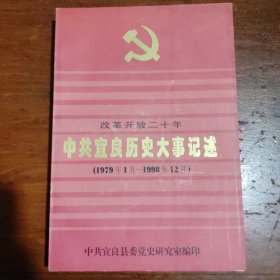 改革开放二十年
中共宜良历史大事记述
(1979年1月—1998年12月)
中共宜良县委党史研究室编印